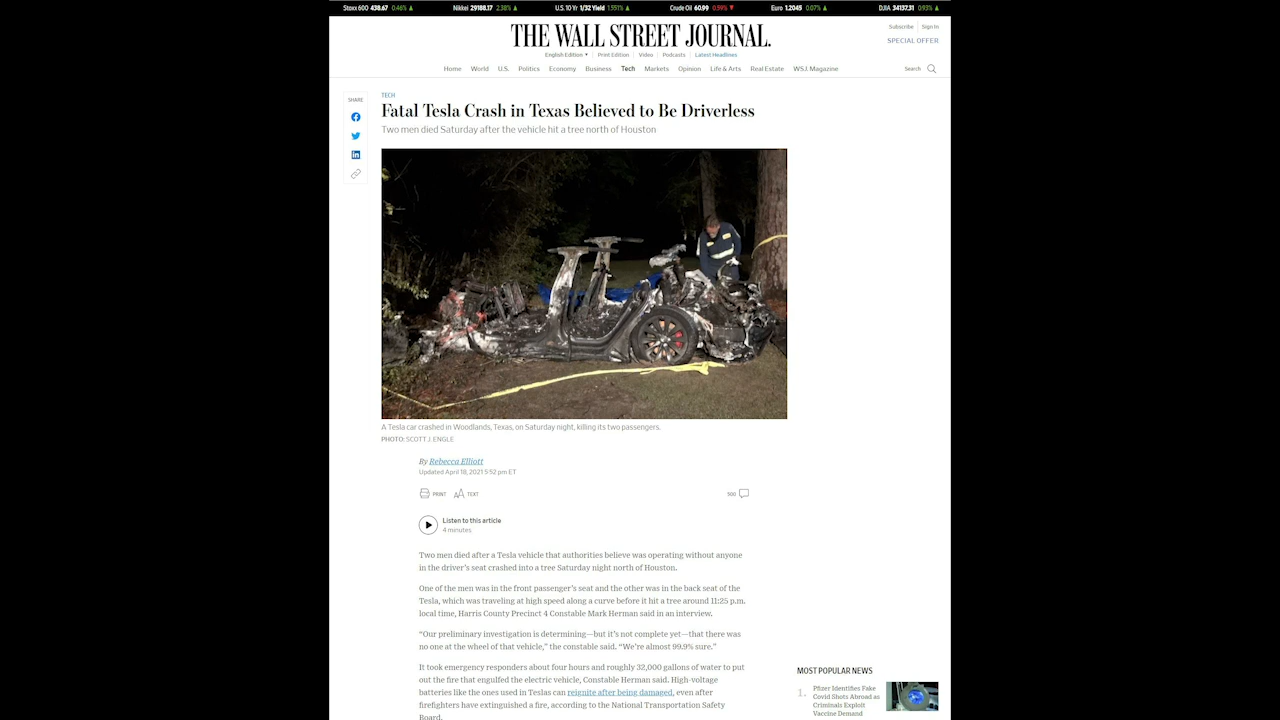 Stoxx 600 438.67 0.46% ▲ Nikkei 29188.17 2.38% ▲ U.S. 10 Yr 1/32 Yield 1.551% ▲ Crude Oil 60.99 0.59% ▼ Euro 1.2045 0.07% ▲ DJIA 34137.31 0.93% ▲
THE WALL STREET JOURNAL.
Subscribe | Sign In
SPECIAL OFFER
English Edition ▼ | Print Edition | Video | Podcasts | Latest Headlines
Home World U.S. Politics Economy Business Tech Markets Opinion Life & Arts Real Estate WSJ. Magazine Search
SHARE
TECH
Fatal Tesla Crash in Texas Believed to Be Driverless
Two men died Saturday after the vehicle hit a tree north of Houston
A Tesla car crashed in Woodlands, Texas, on Saturday night, killing its two passengers.
PHOTO: SCOTT J. ENGLE
By Rebecca Elliott
Updated April 18, 2021 5:52 pm ET
PRINT TEXT
Listen to this article
4 minutes
Two men died after a Tesla vehicle that authorities believe was operating without anyone
in the driver's seat crashed into a tree Saturday night north of Houston.
One of the men was in the front passenger's seat and the other was in the back seat of the
Tesla, which was traveling at high speed along a curve before it hit a tree around 11:25 p.m.
local time, Harris County Precinct 4 Constable Mark Herman said in an interview.
“Our preliminary investigation is determining—but it's not complete yet—that there was
no one at the wheel of that vehicle,” the constable said. “We're almost 99.9% sure.”
It took emergency responders about four hours and roughly 32,000 gallons of water to put
out the fire that engulfed the electric vehicle, Constable Herman said. High-voltage
batteries like the ones used in Teslas can reignite after being damaged, even after
firefighters have extinguished a fire, according to the National Transportation Safety
Board.
MOST POPULAR NEWS
1. Pfizer Identifies Fake
Covid Shots Abroad as
Criminals Exploit
Vaccine Demand